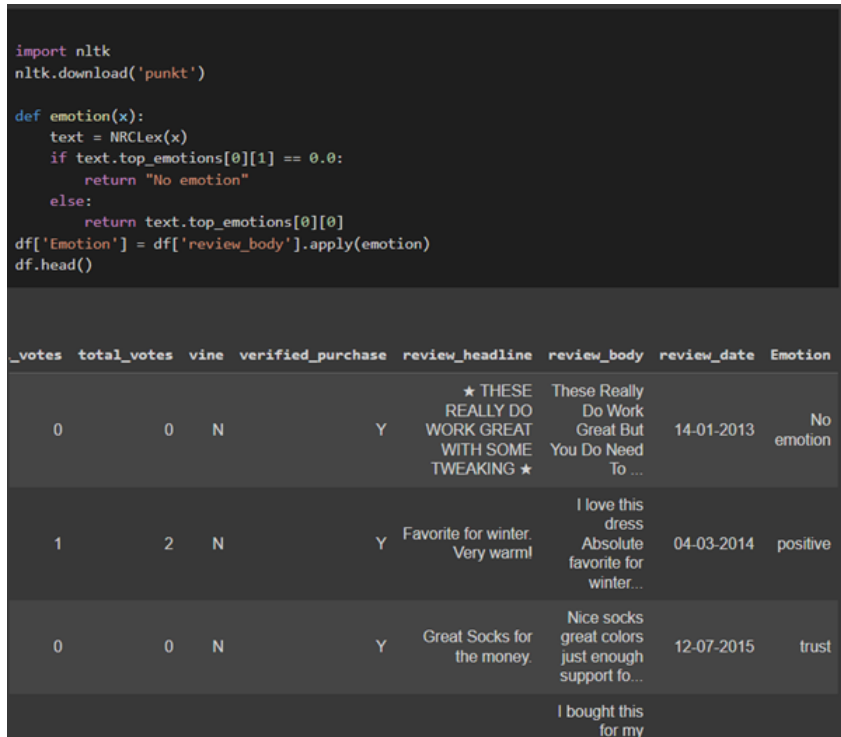 import nltk
nltk.download('punkt')
def emotion(x):
    text = NRCLex(x)
    if text.top_emotions[0][1] == 0.0:
        return "No emotion"
    else:
        return text.top_emotions[0][0]
df['Emotion'] = df['review_body'].apply(emotion)
df.head()
_votes total_votes vine verified_purchase review_headline review_body review_date Emotion
★ THESE These Really
REALLY DO Do Work
0 0 N Y WORK GREAT Great But 14-01-2013 No
WITH SOME You Do Need emotion
TWEAKING ★ To ...
I love this
dress
1 2 N Y Favorite for winter. Absolute 04-03-2014 positive
Very warm! favorite for
winter...
Nice socks
0 0 N Y Great Socks for great colors 12-07-2015 trust
the money. just enough
support fo...
I bought this
for my